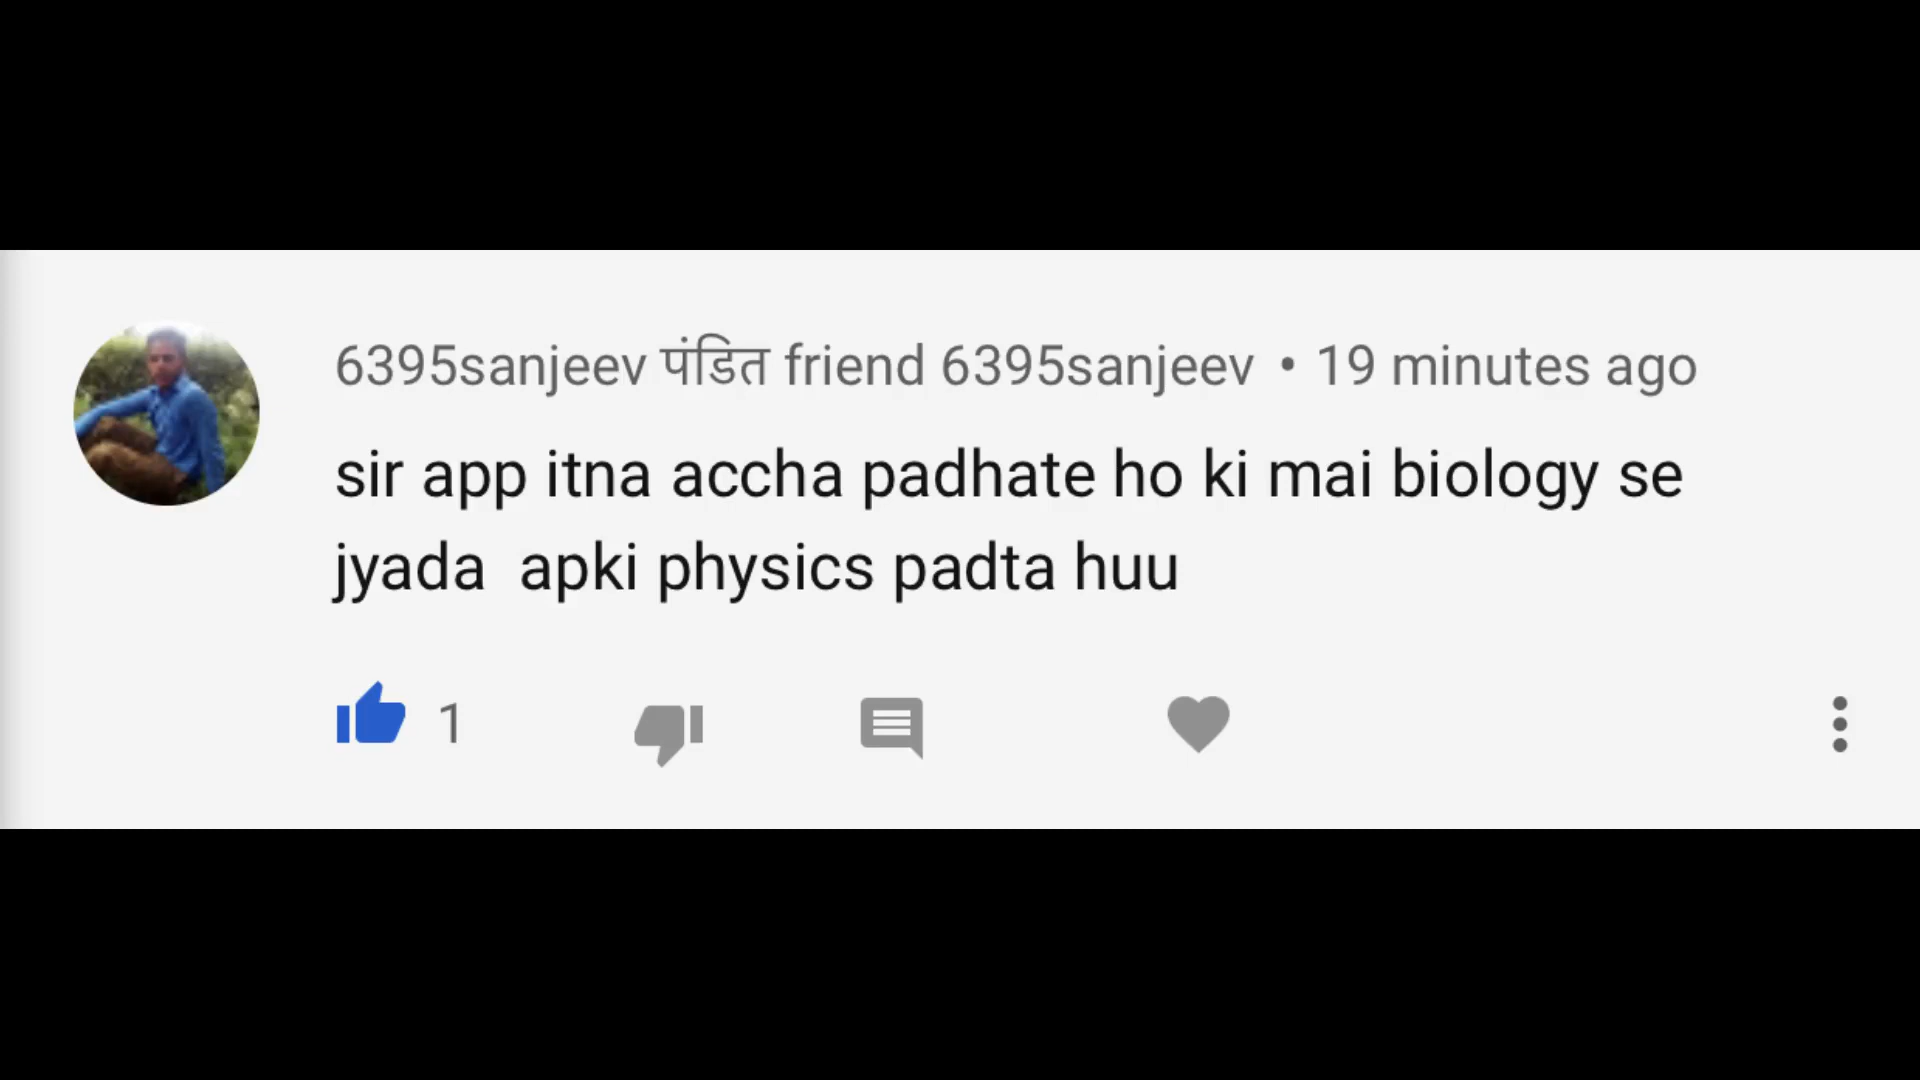 6395sanjeev पंडित friend 6395sanjeev • 19 minutes ago
sir app itna accha padhate ho ki mai biology se
jyada  apki physics padta huu
1